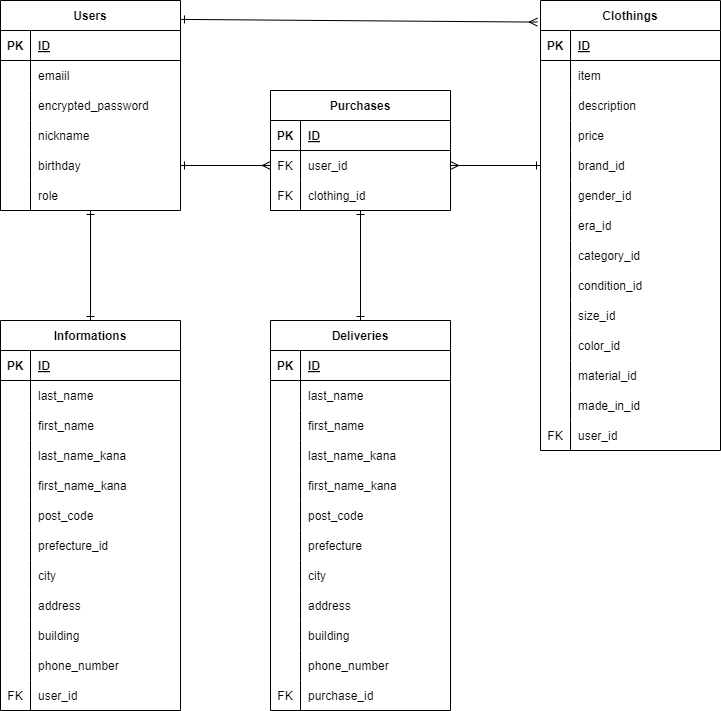 Users
PK ID
emaiil
encrypted_password
nickname
birthday
role
Purchases
PK ID
FK user_id
FK clothing_id
Clothings
PK ID
item
description
price
brand_id
gender_id
era_id
category_id
condition_id
size_id
color_id
material_id
made_in_id
FK user_id
Informations
PK ID
last_name
first_name
last_name_kana
first_name_kana
post_code
prefecture_id
city
address
building
phone_number
FK user_id
Deliveries
PK ID
last_name
first_name
last_name_kana
first_name_kana
post_code
prefecture
city
address
building
phone_number
FK purchase_id